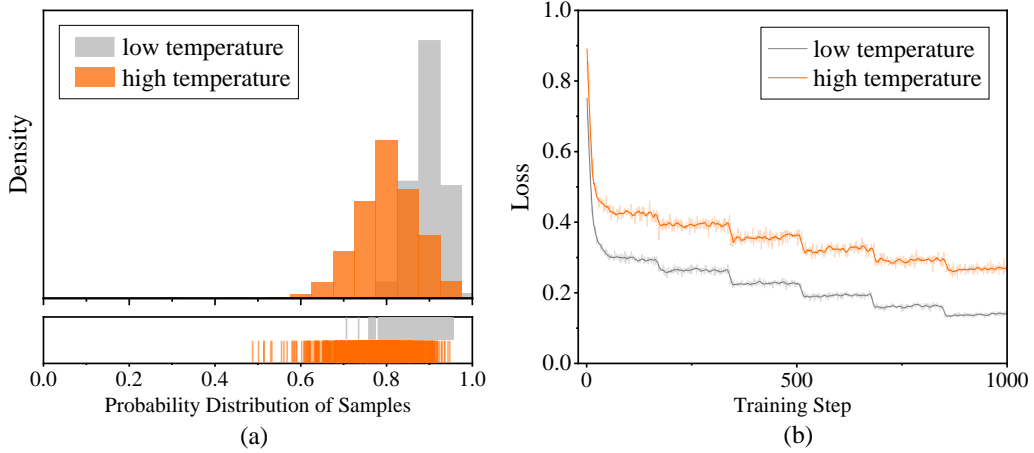 low temperature
high temperature
Density
0.0 0.2 0.4 0.6 0.8 1.0
Probability Distribution of Samples
(a)
1.0
0.8
0.6
0.4
0.2
0.0
Loss
low temperature
high temperature
0 500 1000
Training Step
(b)